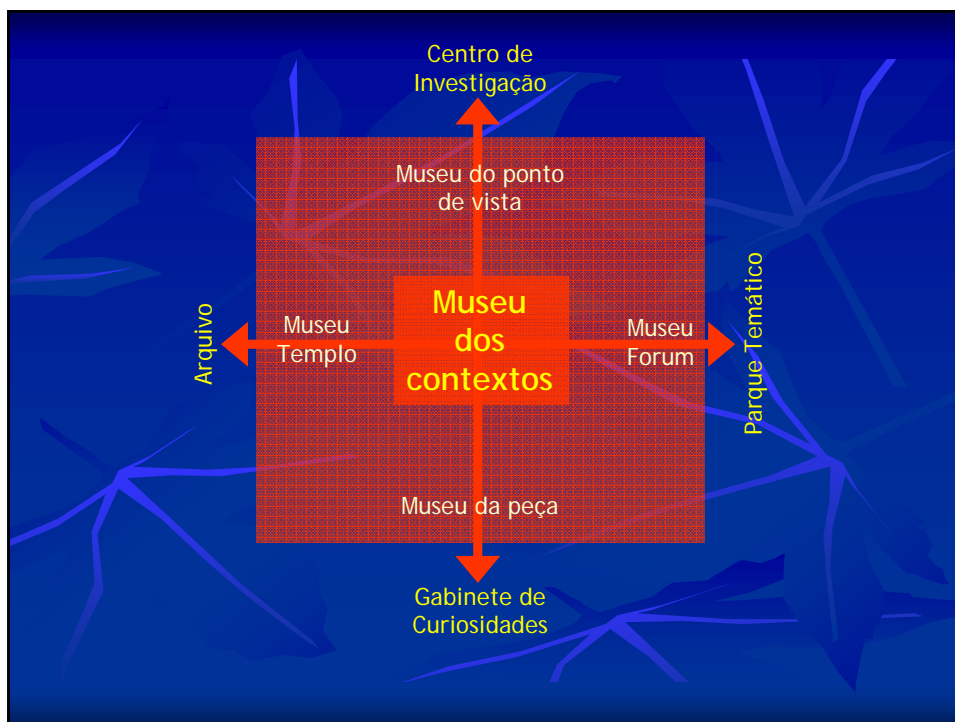 Centro de
Investigação
Museu do ponto
de vista
Arquivo
Museu
Templo
Museu
dos
contextos
Museu
Forum
Parque Temático
Museu da peça
Gabinete de
Curiosidades